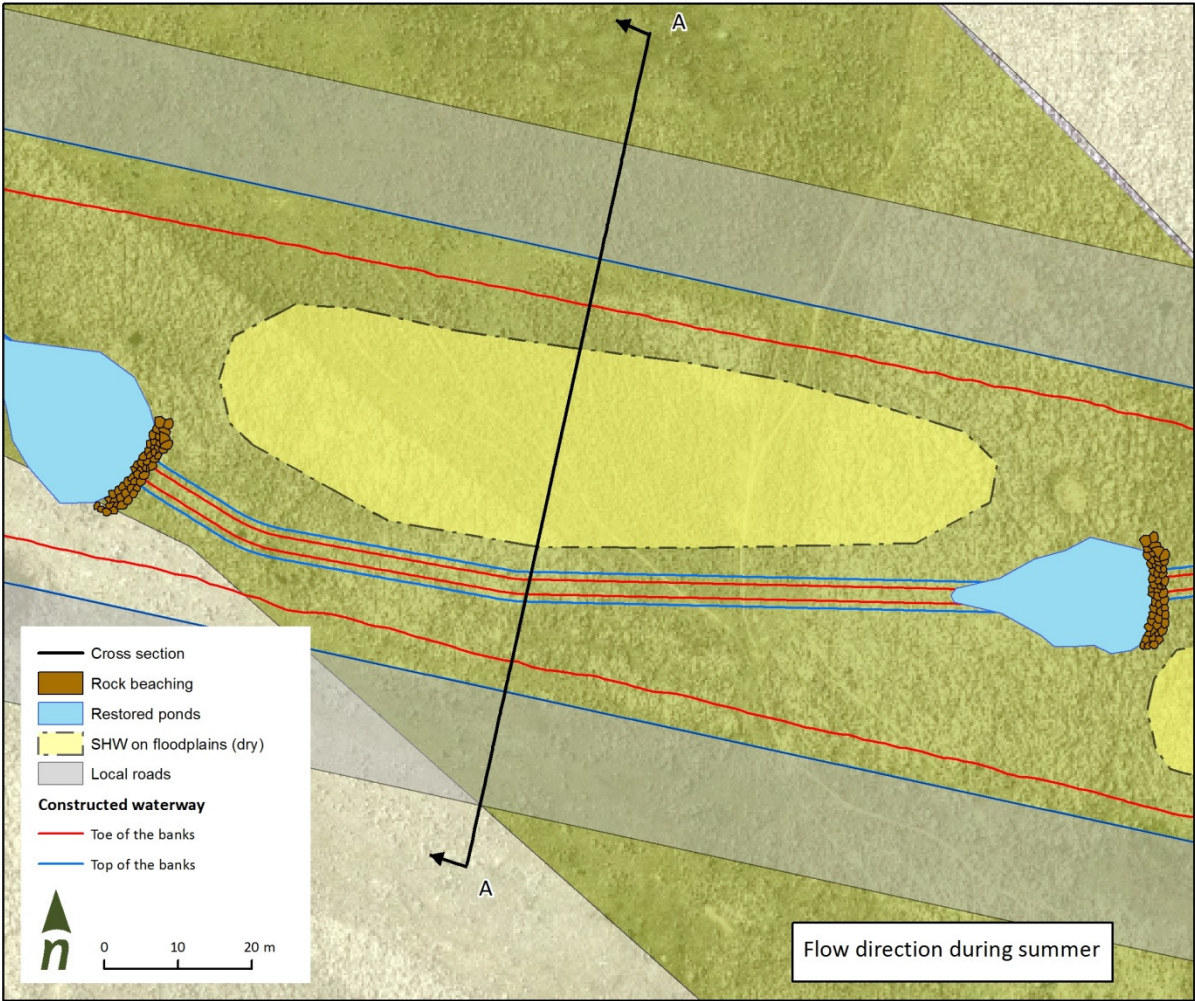 A
Cross section
Rock beaching
Restored ponds
SHW on floodplains (dry)
Local roads
Constructed waterway
Toe of the banks
Top of the banks
n
0 10 20 m
A
Flow direction during summer